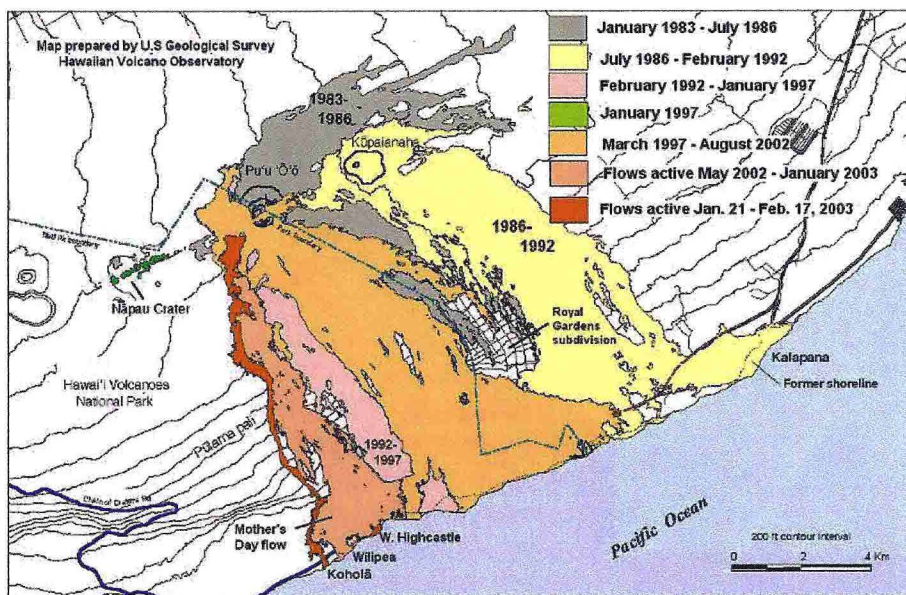 Map prepared by U.S Geological Survey
Hawaiian Volcano Observatory
January 1983 - July 1986
July 1986 - February 1992
February 1992 - January 1997
January 1997
March 1997 - August 2002
Flows active May 2002 - January 2003
Flows active Jan. 21 - Feb. 17, 2003
1983-
1986
Kūpaianaha
Pu'u 'Ō'ō
1986-
1992
Nāpau Crater
Royal
Gardens
subdivision
Kalapana
Former shoreline
Hawai'i Volcanoes
National Park
Pūlama pali
1992-
1997
Mother's
Day flow
W. Highcastle
Wilipea
Koholā
Pacific Ocean
200 ft contour interval
0 2 4 Km